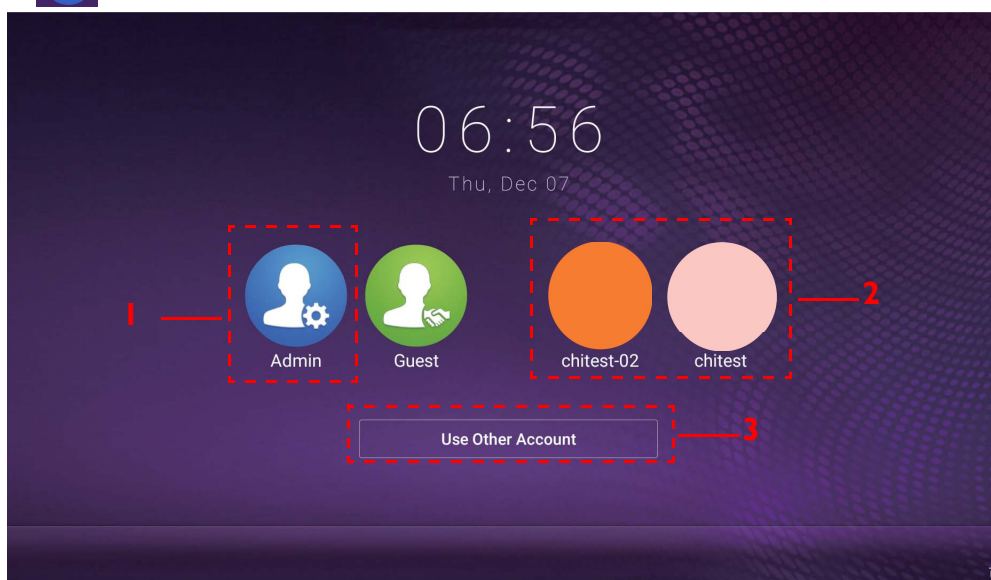 06:56
Thu, Dec 07
1
2
Admin
Guest
chitest-02
chitest
Use Other Account
3